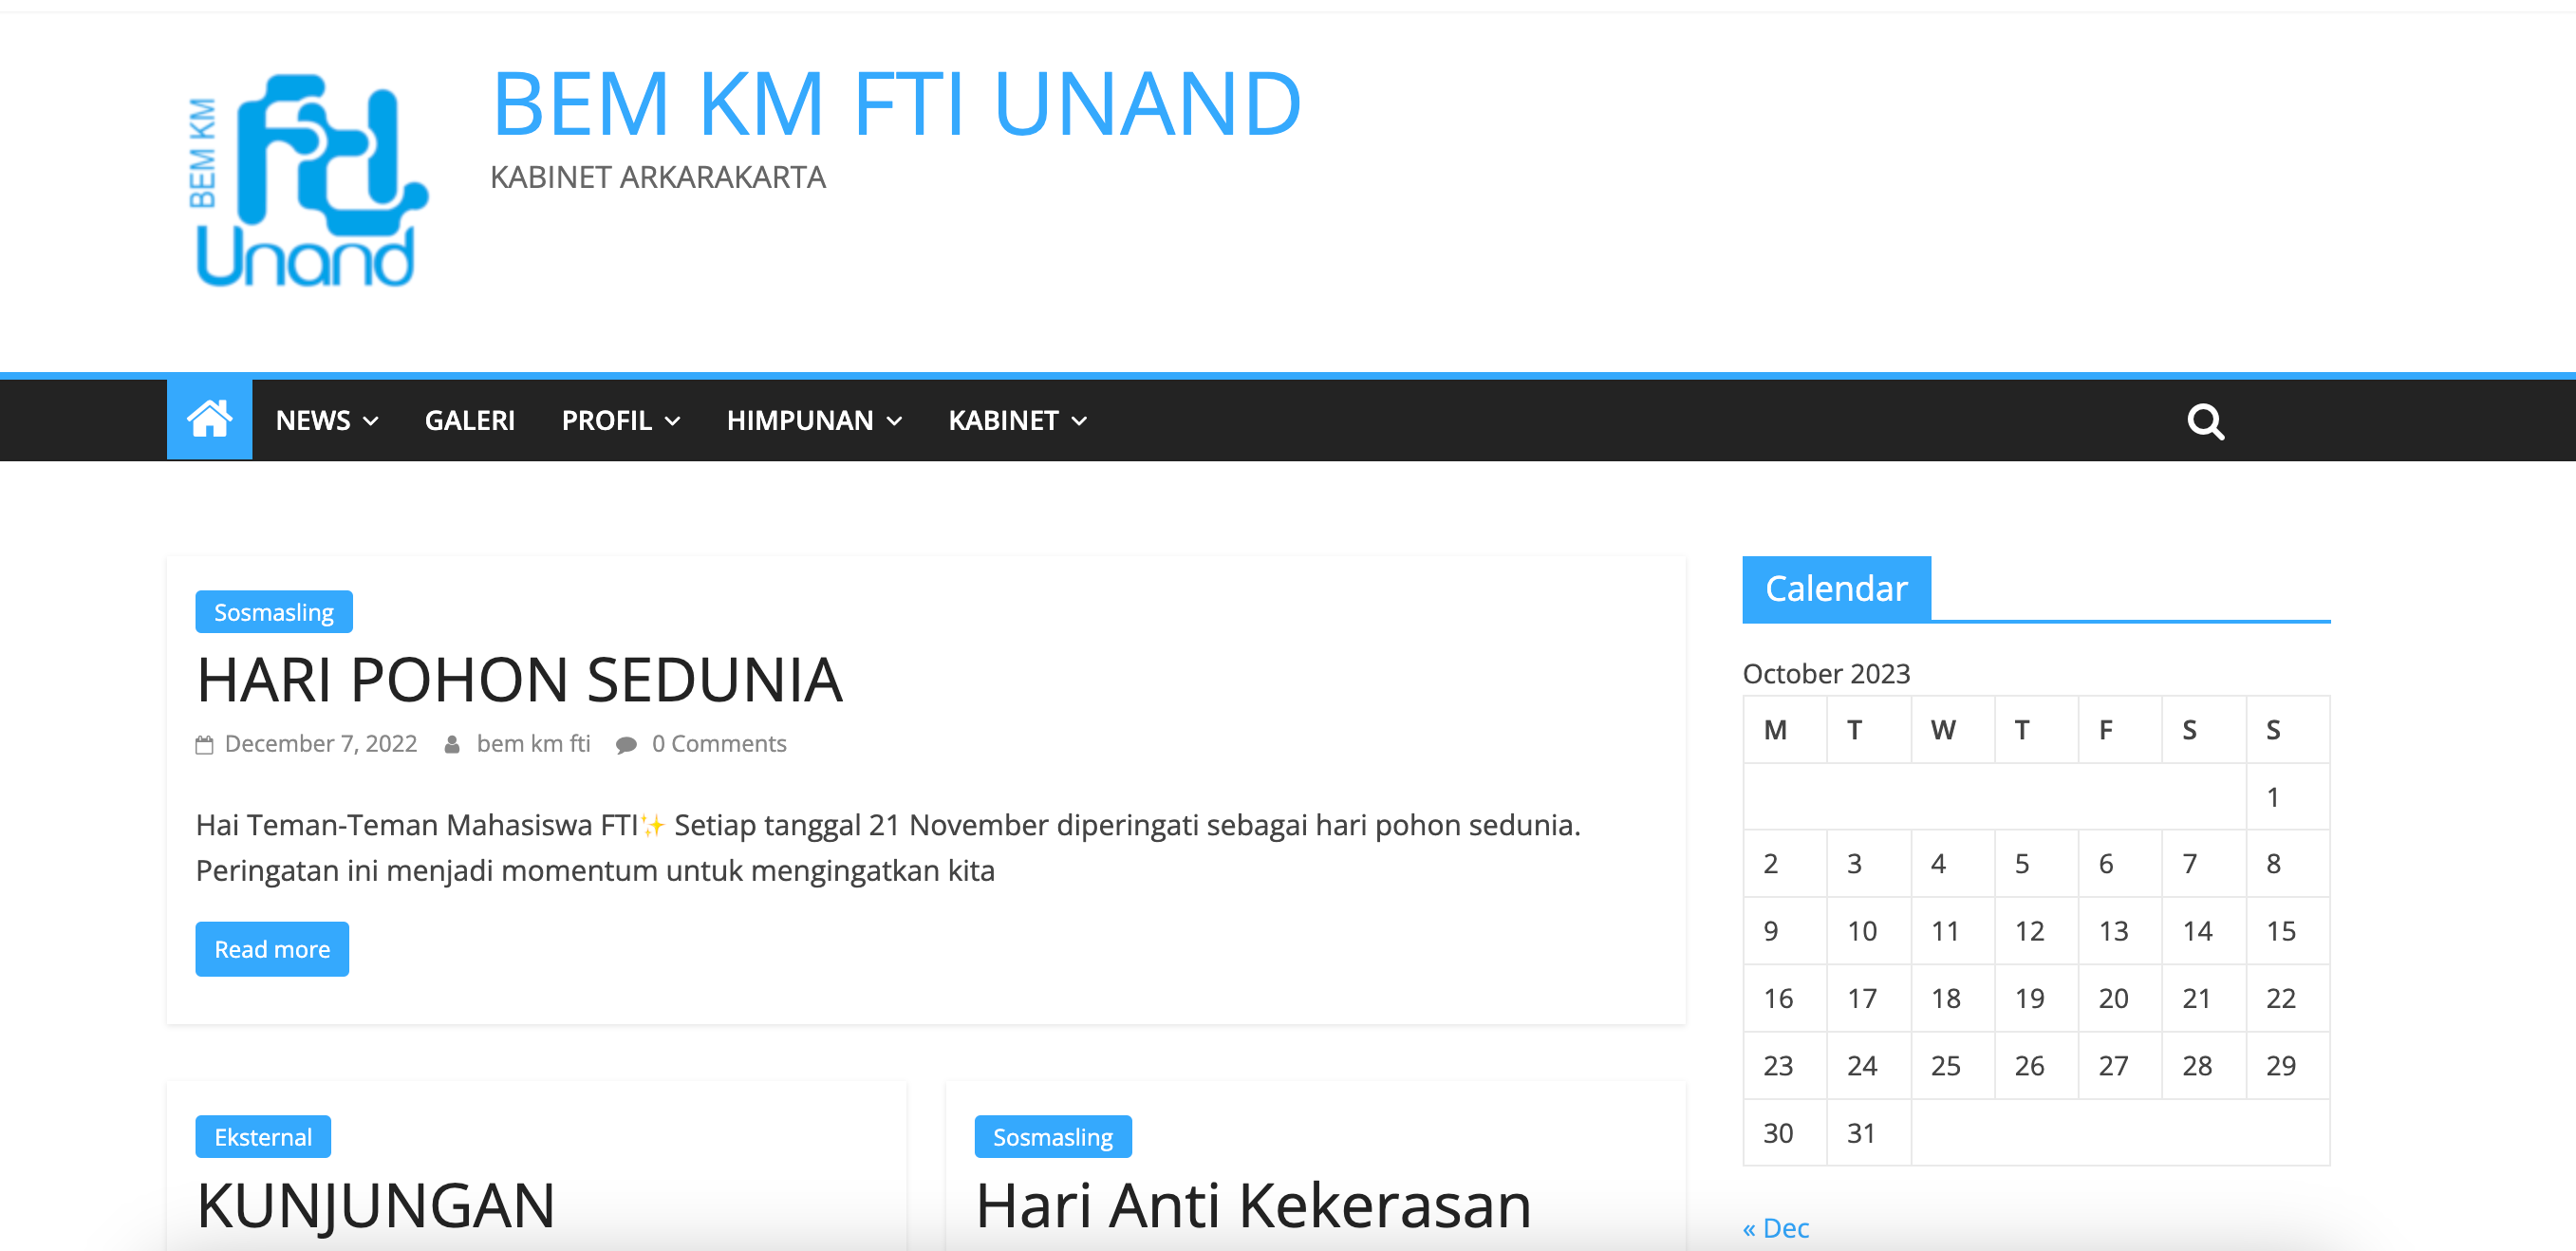 BEM KM
Unand
BEM KM FTI UNAND
KABINET ARKARAKARTA
NEWS GALERI PROFIL HIMPUNAN KABINET
Sosmasling
HARI POHON SEDUNIA
December 7, 2022 bem km fti 0 Comments
Hai Teman-Teman Mahasiswa FTI✨ Setiap tanggal 21 November diperingati sebagai hari pohon sedunia.
Peringatan ini menjadi momentum untuk mengingatkan kita
Read more
Eksternal
KUNJUNGAN
Sosmasling
Hari Anti Kekerasan
Calendar
October 2023
M T W T F S S
1
2 3 4 5 6 7 8
9 10 11 12 13 14 15
16 17 18 19 20 21 22
23 24 25 26 27 28 29
30 31
« Dec